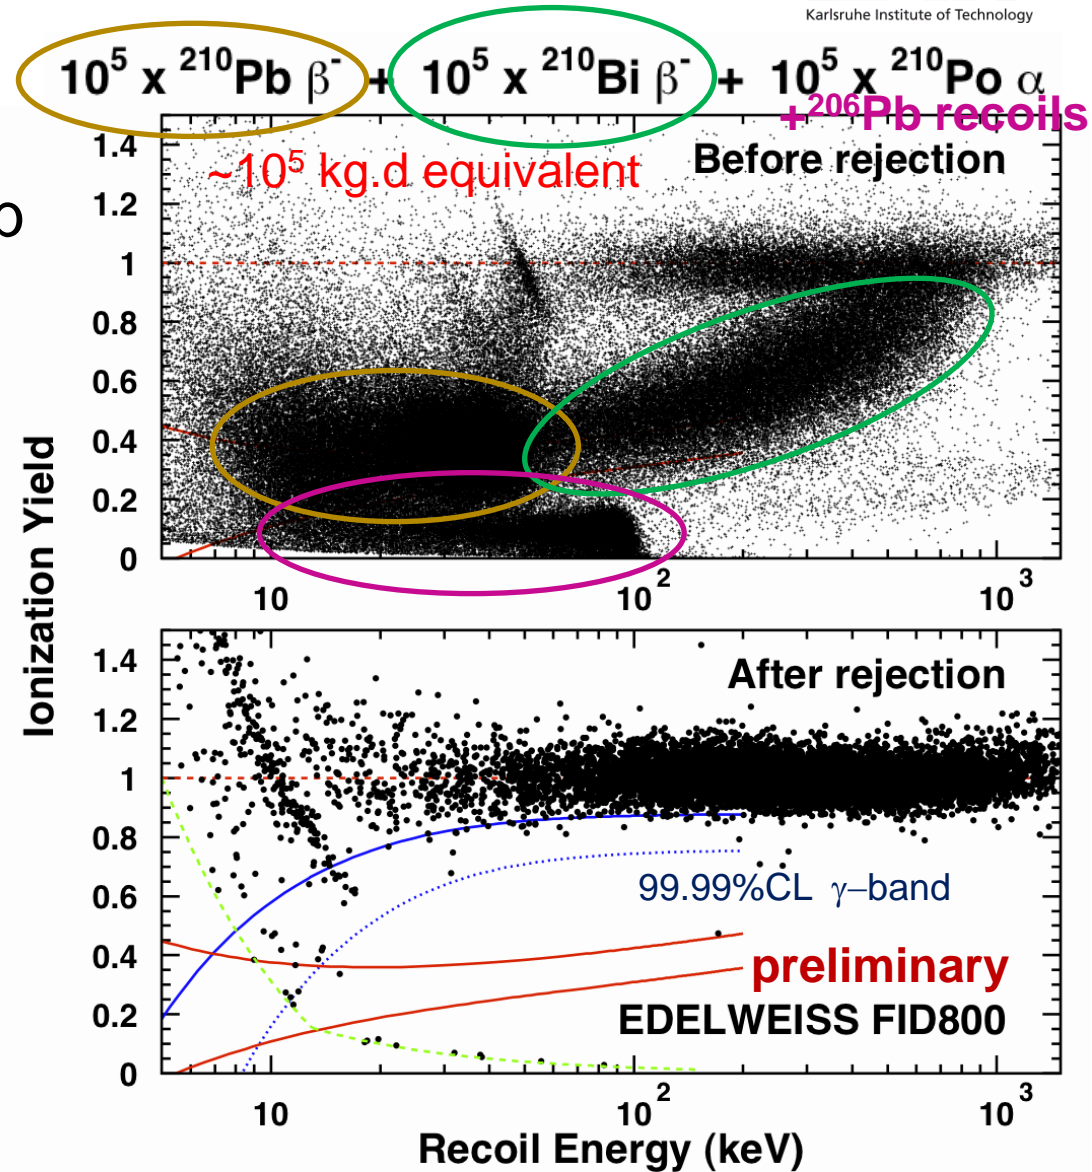 Karlsruhe Institute of Technology
10⁵ x ²¹⁰Pb β⁻ + 10⁵ x ²¹⁰Bi β⁻ + 10⁵ x ²¹⁰Po α
+²⁰⁶Pb recoils
~10⁵ kg.d equivalent
Before rejection
1.4
1.2
1
0.8
0.6
0.4
0.2
0
10
10²
10³
Ionization Yield
After rejection
1.4
1.2
1
0.8
0.6
0.4
0.2
0
99.99%CL γ–band
preliminary
EDELWEISS FID800
10
10²
10³
Recoil Energy (keV)